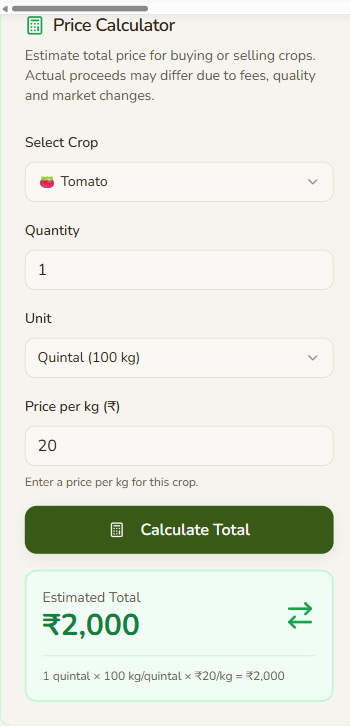 Price Calculator
Estimate total price for buying or selling crops.
Actual proceeds may differ due to fees, quality
and market changes.
Select Crop
Tomato
Quantity
1
Unit
Quintal (100 kg)
Price per kg (₹)
20
Enter a price per kg for this crop.
Calculate Total
Estimated Total
₹2,000
1 quintal × 100 kg/quintal × ₹20/kg = ₹2,000